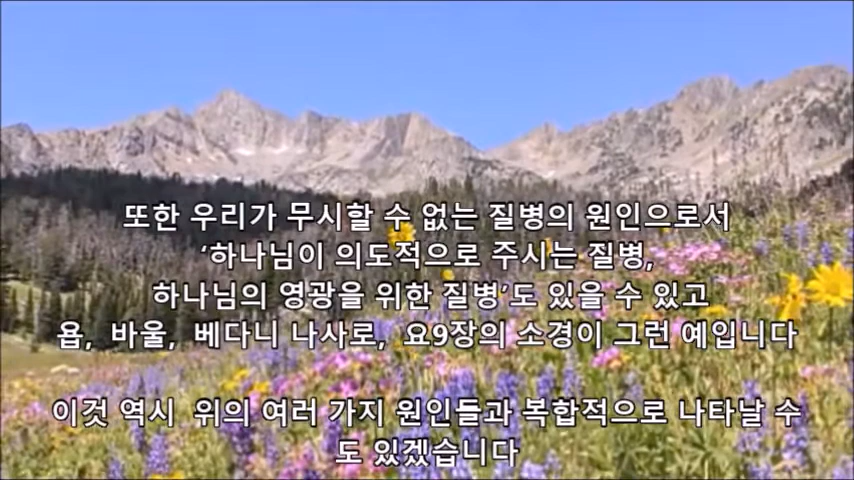 또한 우리가 무시할 수 없는 질병의 원인으로서
‘하나님이 의도적으로 주시는 질병,
하나님의 영광을 위한 질병’도 있을 수 있고
욥, 바울, 베다니 나사로, 요9장의 소경이 그런 예입니다
이것 역시 위의 여러 가지 원인들과 복합적으로 나타날 수
도 있겠습니다